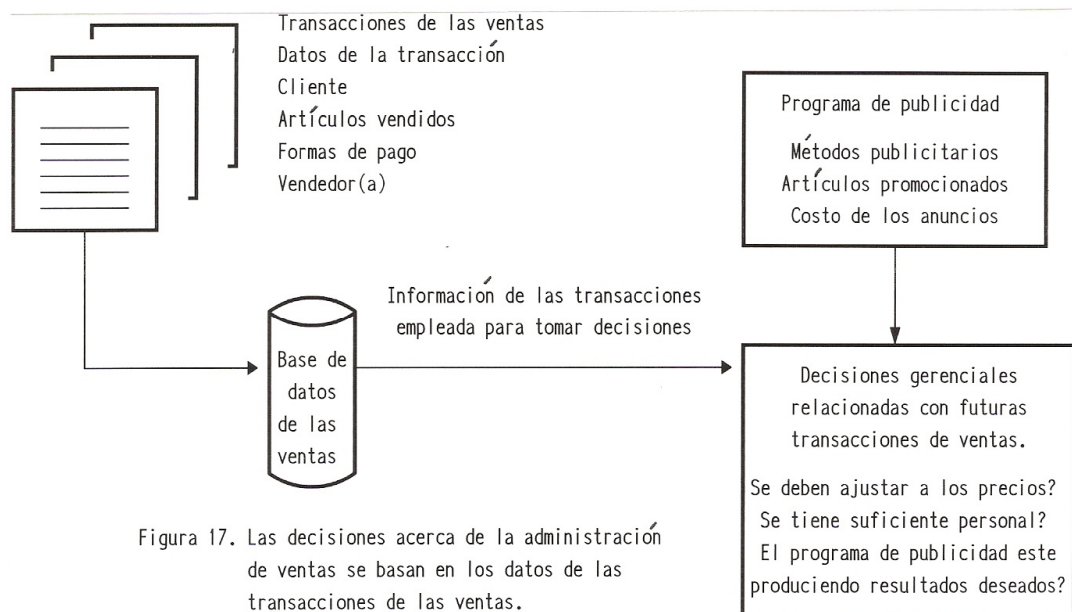 Transacciones de las ventas
Datos de la transacción
Cliente
Artículos vendidos
Formas de pago
Vendedor(a)
Programa de publicidad
Métodos publicitarios
Artículos promocionados
Costo de los anuncios
Información de las transacciones
empleada para tomar decisiones
Base de
datos
de las
ventas
Decisiones gerenciales
relacionadas con futuras
transacciones de ventas.
Se deben ajustar a los precios?
Se tiene suficiente personal?
El programa de publicidad este
produciendo resultados deseados?
Figura 17. Las decisiones acerca de la administración
de ventas se basan en los datos de las
transacciones de las ventas.